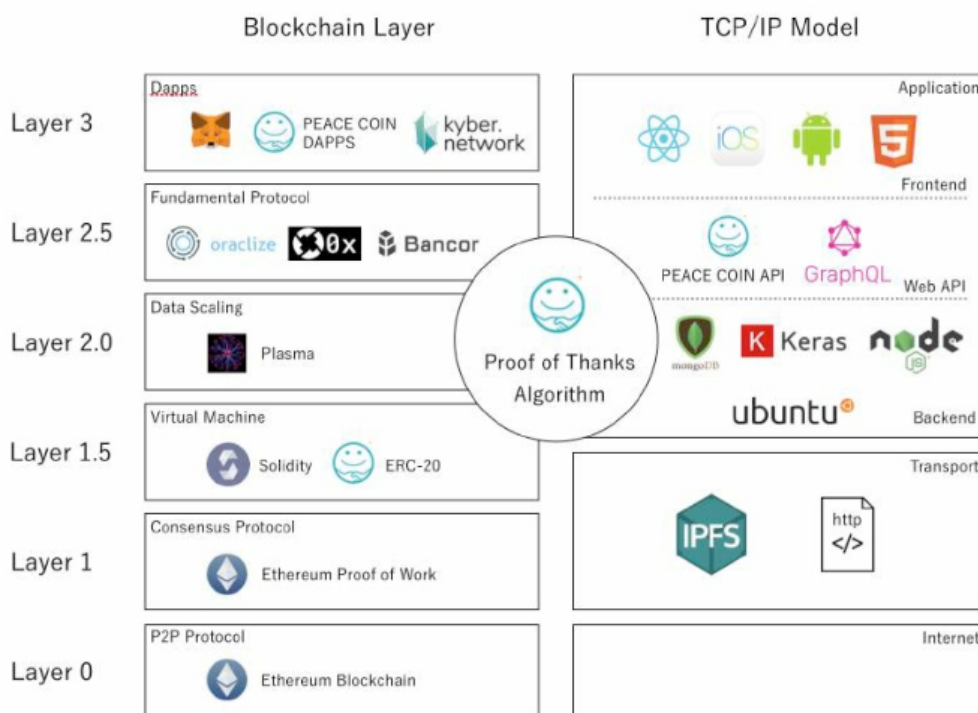 Blockchain Layer
TCP/IP Model
Layer 3
Dapps
PEACE COIN
DAPPS
kyber.
network
Application
iOS
5
Frontend
Layer 2.5
Fundamental Protocol
oraclize
0x
Bancor
PEACE COIN API
GraphQL
Web API
Layer 2.0
Data Scaling
Plasma
Proof of Thanks
Algorithm
mongoDB
K Keras
node
JS
ubuntu
Backend
Layer 1.5
Virtual Machine
Solidity
ERC-20
Transport
IPFS
http
</>
Layer 1
Consensus Protocol
Ethereum Proof of Work
Layer 0
P2P Protocol
Ethereum Blockchain
Internet